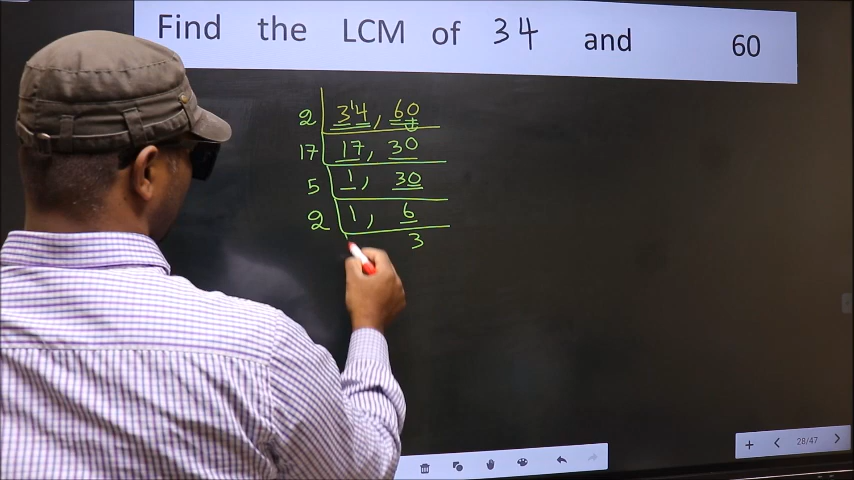 Find the LCM of 34 and 60
2 | 3¹4, 60
17 | 17, 30
5 | 1, 30
2 | 1, 6
3
28/47